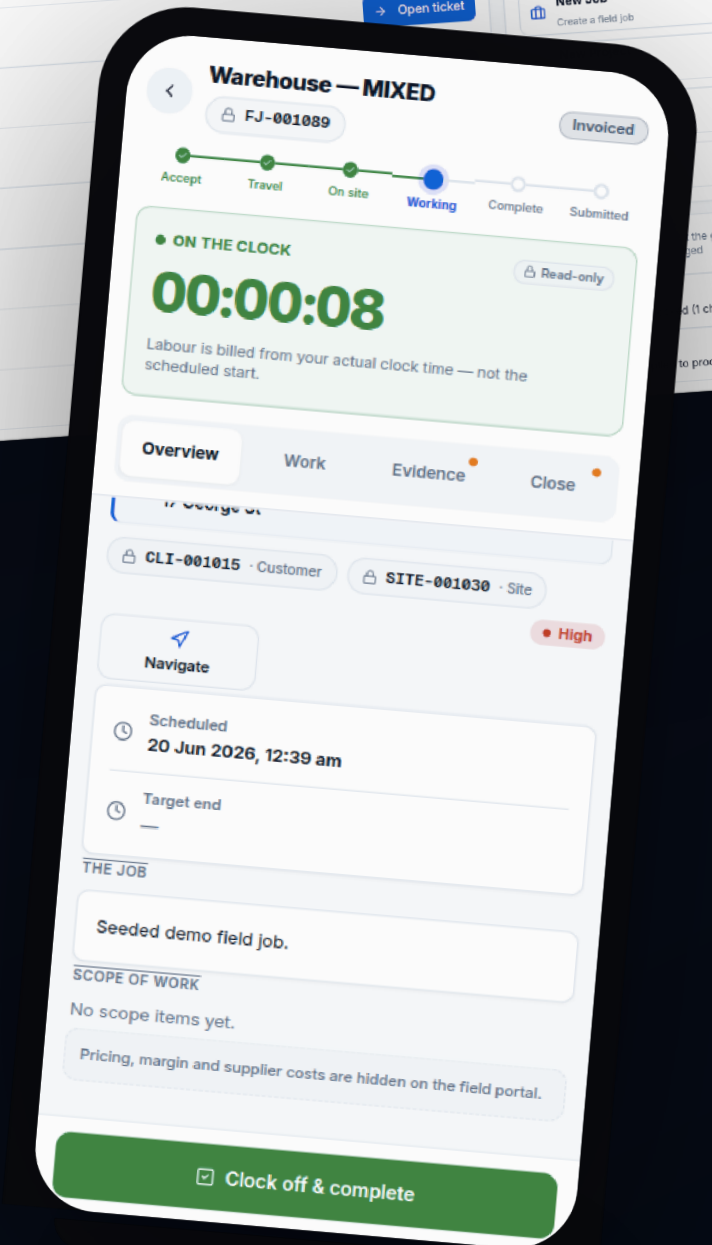 Open ticket
Create a field job
Warehouse — MIXED
FJ-001089
Invoiced
Accept
Travel
On site
Working
Complete
Submitted
ON THE CLOCK
Read-only
00:00:08
Labour is billed from your actual clock time — not the
scheduled start.
Overview
Work
Evidence
Close
CLI-001015 · Customer
SITE-001030 · Site
High
Navigate
Scheduled
20 Jun 2026, 12:39 am
Target end
—
THE JOB
Seeded demo field job.
SCOPE OF WORK
No scope items yet.
Pricing, margin and supplier costs are hidden on the field portal.
Clock off & complete